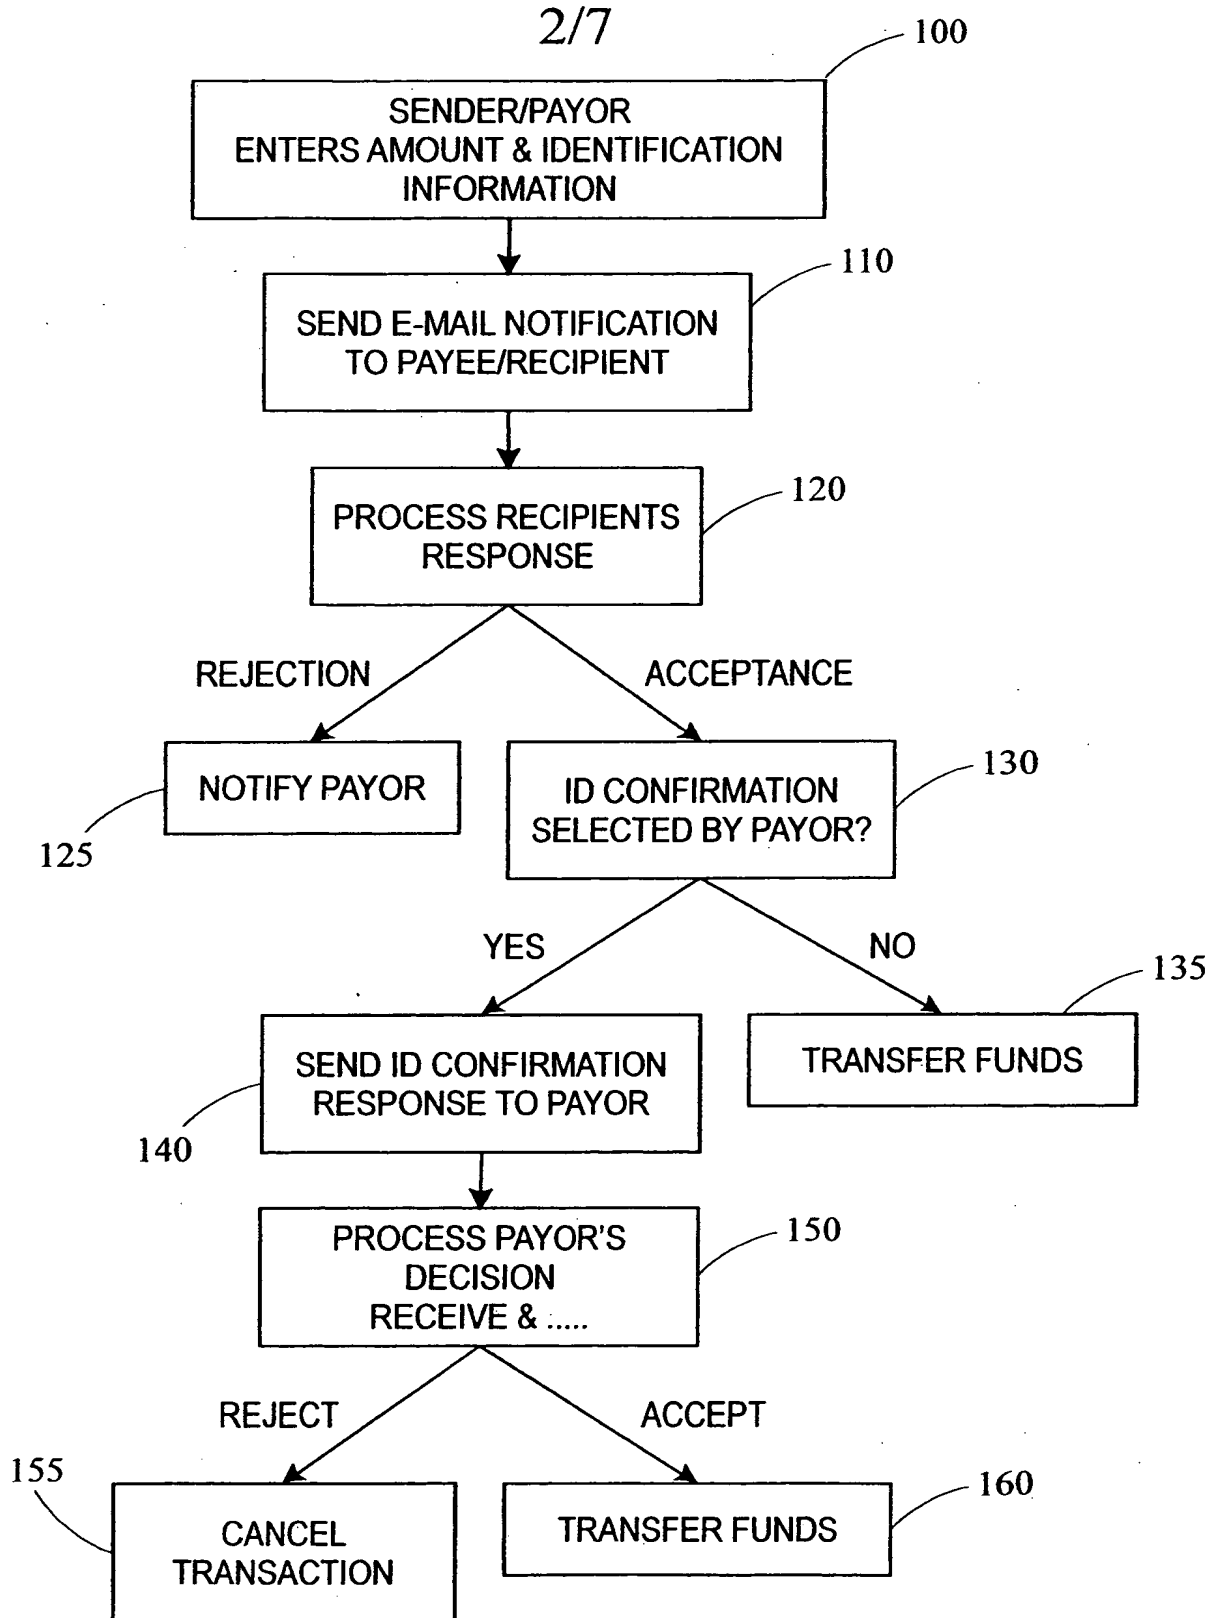 2/7
100
SENDER/PAYOR
ENTERS AMOUNT & IDENTIFICATION
INFORMATION
110
SEND E-MAIL NOTIFICATION
TO PAYEE/RECIPIENT
120
PROCESS RECIPIENTS
RESPONSE
REJECTION
ACCEPTANCE
NOTIFY PAYOR
125
130
ID CONFIRMATION
SELECTED BY PAYOR?
YES
NO
135
SEND ID CONFIRMATION
RESPONSE TO PAYOR
140
TRANSFER FUNDS
150
PROCESS PAYOR'S
DECISION
RECEIVE & :....
REJECT
ACCEPT
155
CANCEL
TRANSACTION
160
TRANSFER FUNDS